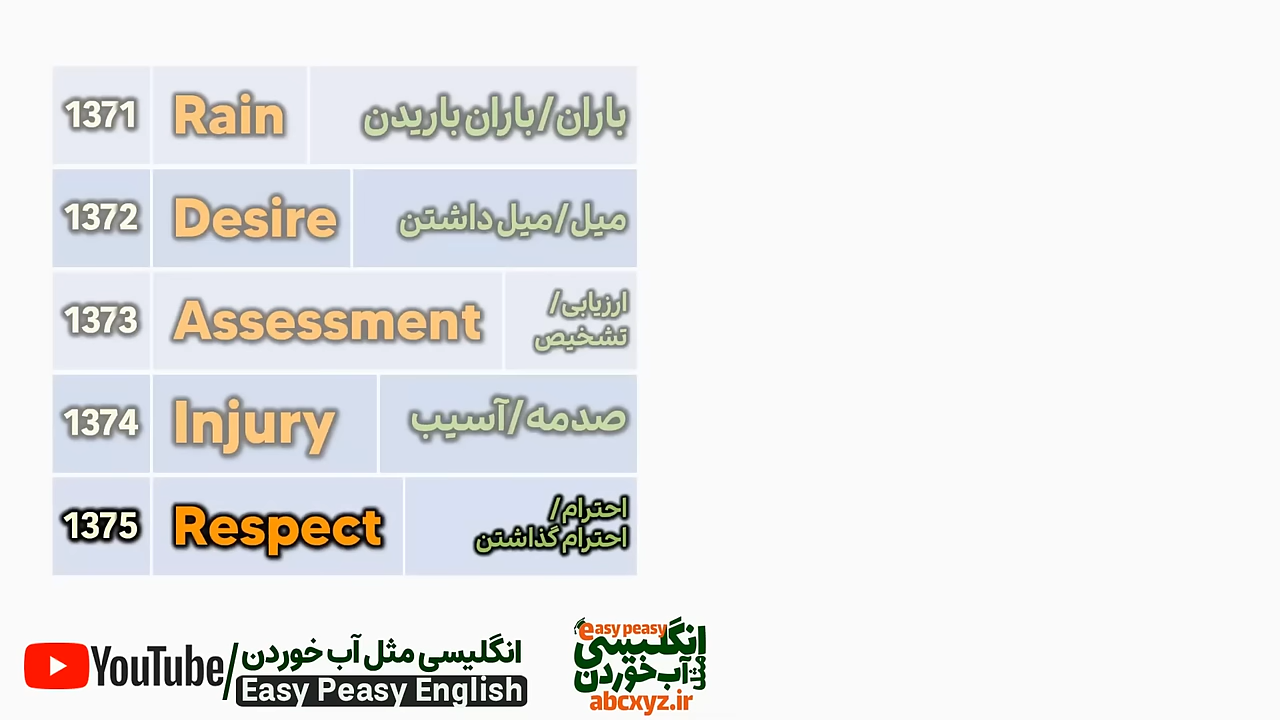 1371 Rain باران/باران باریدن
1372 Desire میل/میل داشتن
1373 Assessment ارزیابی/
تشخیص
1374 Injury صدمه/آسیب
1375 Respect احترام/
احترام گذاشتن
YouTube/انگلیسی مثل آب خوردن
Easy Peasy English
easy peasy
انگلیسی
مثل آب خوردن
abcxyz.ir